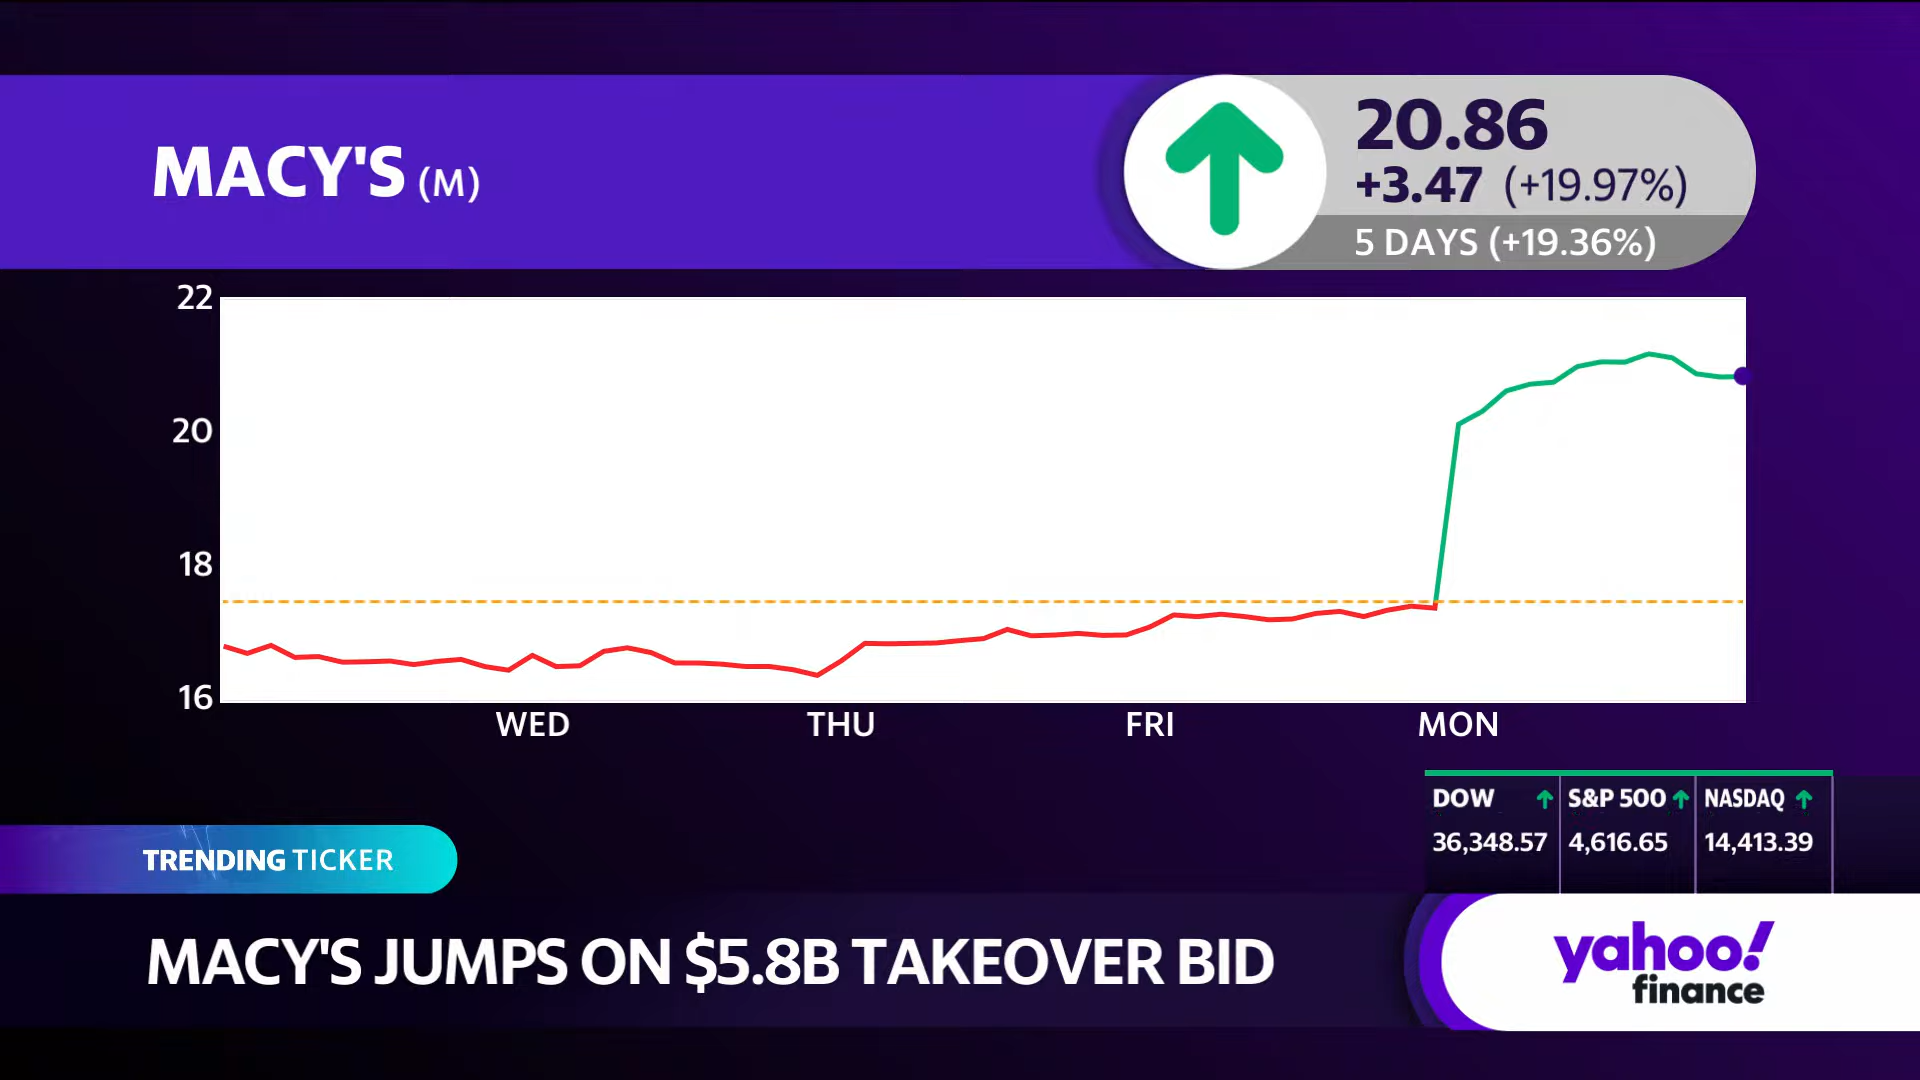 MACY'S (M)
20.86
+3.47 (+19.97%)
5 DAYS (+19.36%)
22
20
18
16
WED THU FRI MON
DOW S&P 500 NASDAQ
36,348.57 4,616.65 14,413.39
TRENDING TICKER
MACY'S JUMPS ON $5.8B TAKEOVER BID
yahoo!
finance